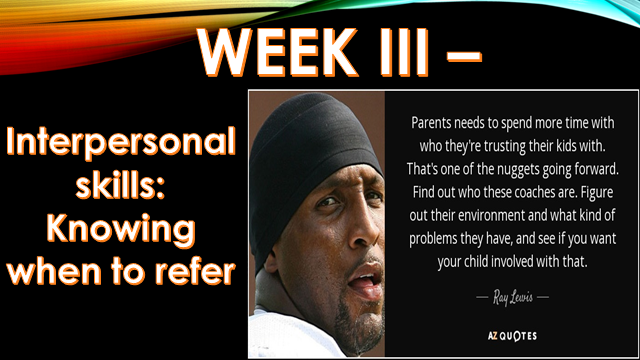 WEEK III –
Interpersonal
skills:
Knowing
when to refer
Parents needs to spend more time with
who they're trusting their kids with.
That's one of the nuggets going forward.
Find out who these coaches are. Figure
out their environment and what kind of
problems they have, and see if you want
your child involved with that.
— Ray Lewis —
AZ QUOTES